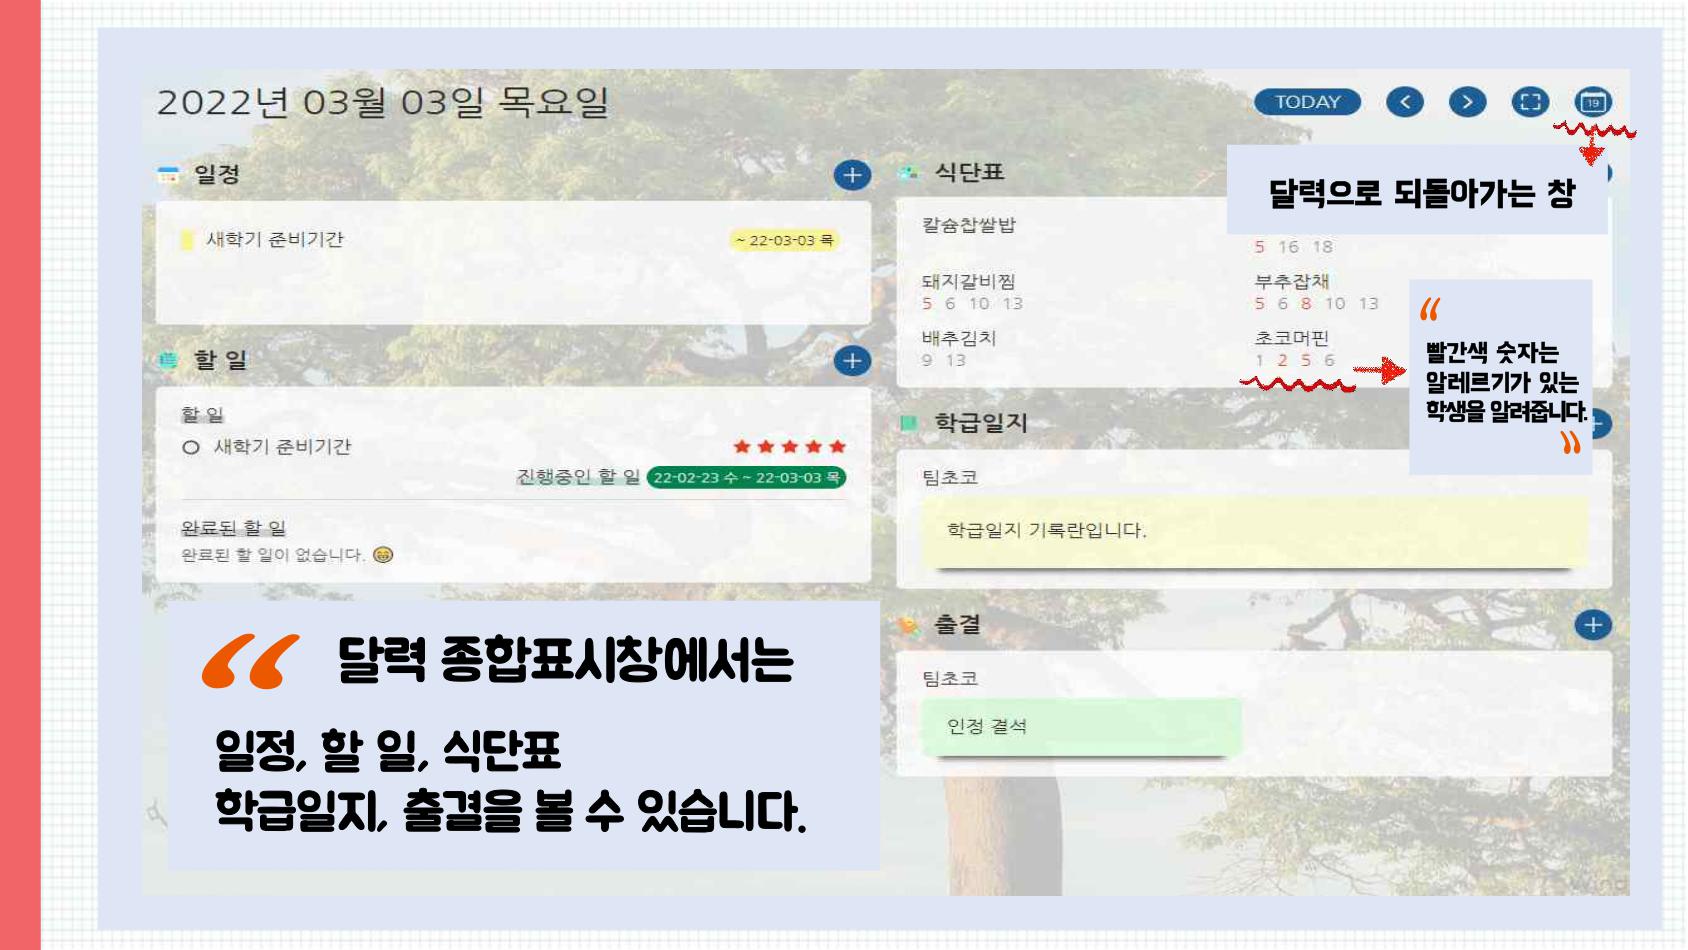 2022년 03월 03일 목요일
TODAY
19
달력으로 되돌아가는 창
일정
새학기 준비기간
~ 22-03-03 목
할 일
할 일
새학기 준비기간
진행중인 할 일 22-02-23 수 ~ 22-03-03 목
완료된 할 일
완료된 할 일이 없습니다.
식단표
칼슘찹쌀밥
5 16 18
돼지갈비찜
5 6 10 13
부추잡채
5 6 8 10 13
배추김치
9 13
초코머핀
1 2 5 6
“
빨간색 숫자는
알레르기가 있는
학생을 알려줍니다.
”
학급일지
팀초코
학급일지 기록란입니다.
출결
팀초코
인정 결석
“ 달력 종합표시창에서는
일정, 할 일, 식단표
학급일지, 출결을 볼 수 있습니다.